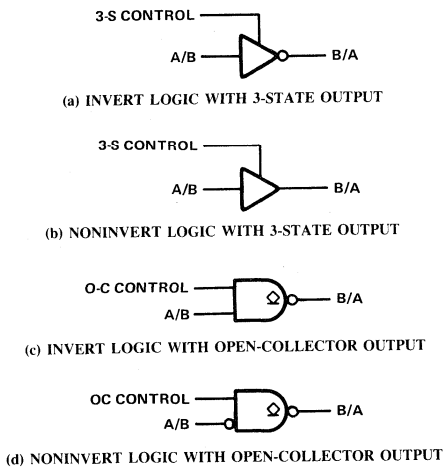 3-S CONTROL
A/B
B/A
(a) INVERT LOGIC WITH 3-STATE OUTPUT
3-S CONTROL
A/B
B/A
(b) NONINVERT LOGIC WITH 3-STATE OUTPUT
O-C CONTROL
A/B
B/A
(c) INVERT LOGIC WITH OPEN-COLLECTOR OUTPUT
OC CONTROL
A/B
B/A
(d) NONINVERT LOGIC WITH OPEN-COLLECTOR OUTPUT